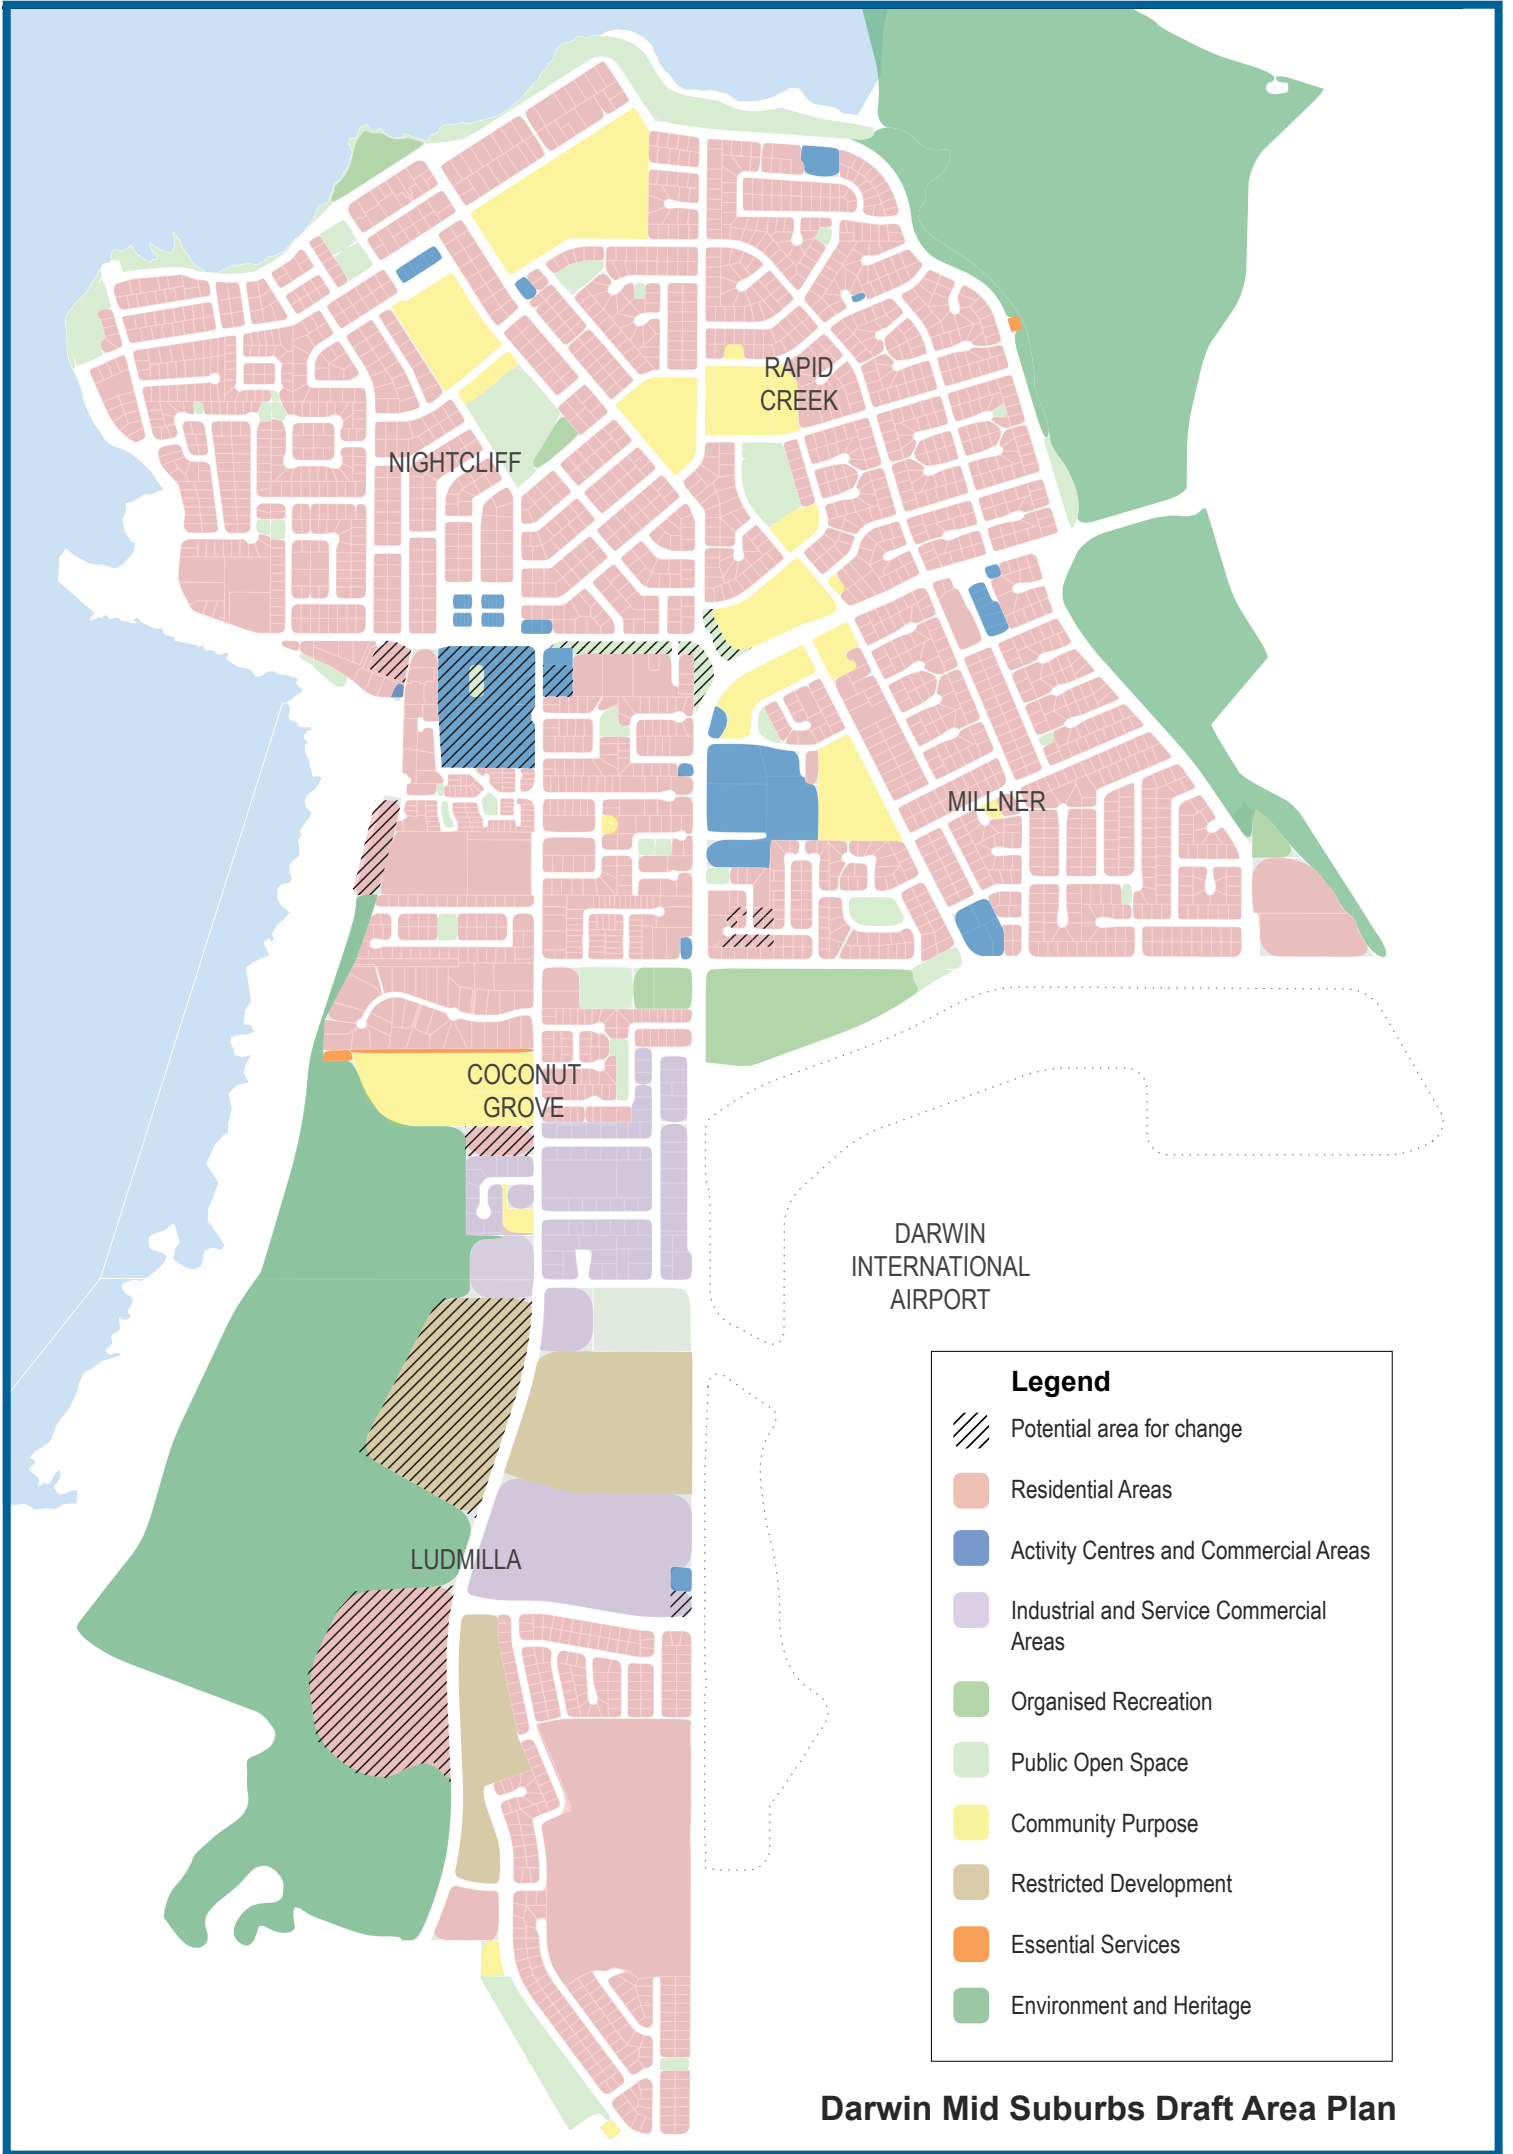 RAPID
CREEK
NIGHTCLIFF
MILLNER
COCONUT
GROVE
DARWIN
INTERNATIONAL
AIRPORT
LUDMILLA
Legend
Potential area for change
Residential Areas
Activity Centres and Commercial Areas
Industrial and Service Commercial
Areas
Organised Recreation
Public Open Space
Community Purpose
Restricted Development
Essential Services
Environment and Heritage
Darwin Mid Suburbs Draft Area Plan